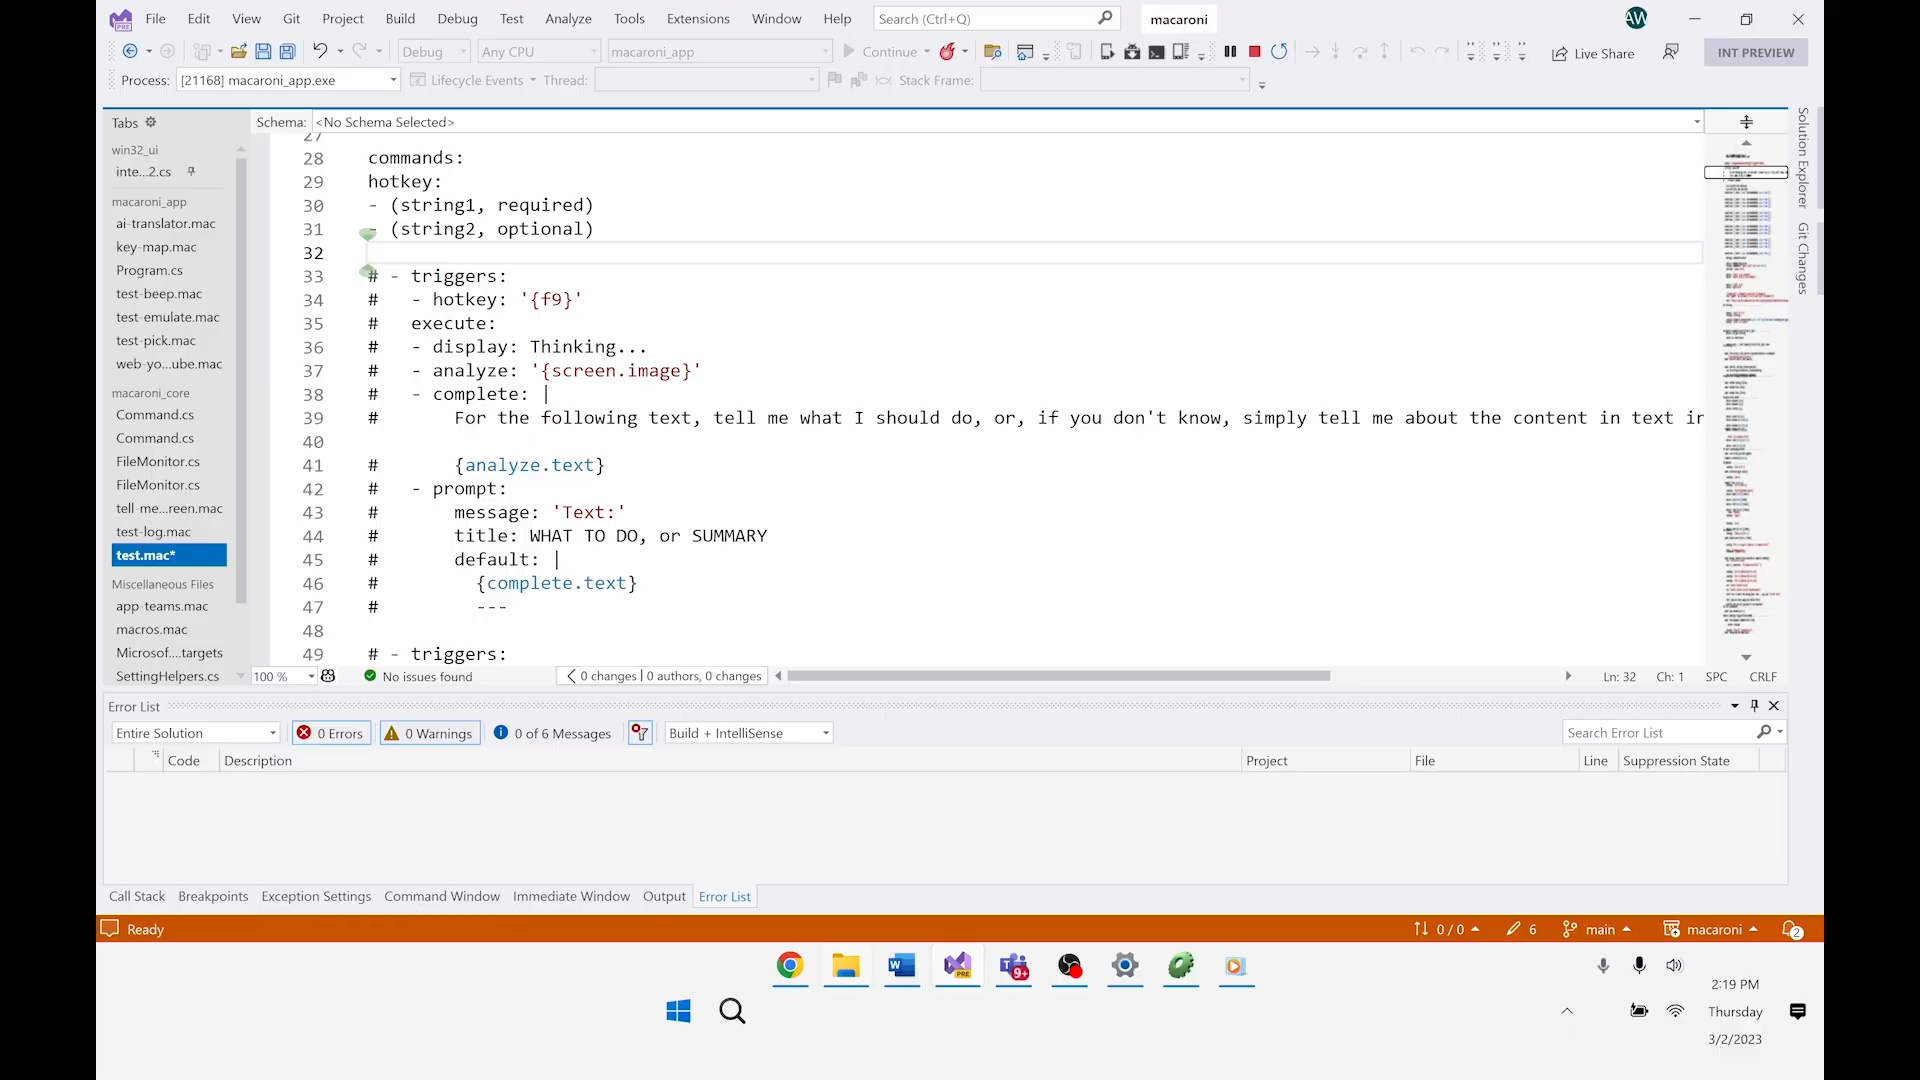 File Edit View Git Project Build Debug Test Analyze Tools Extensions Window Help Search (Ctrl+Q) macaroni AW
Debug Any CPU macaroni_app Continue Live Share INT PREVIEW
Process: [21168] macaroni_app.exe Lifecycle Events Thread: Stack Frame:
Tabs Schema: <No Schema Selected>
Solution Explorer
Git Changes
win32_ui
inte...2.cs
macaroni_app
ai-translator.mac
key-map.mac
Program.cs
test-beep.mac
test-emulate.mac
test-pick.mac
web-yo...ube.mac
macaroni_core
Command.cs
Command.cs
FileMonitor.cs
FileMonitor.cs
tell-me...reen.mac
test-log.mac
test.mac*
Miscellaneous Files
app-teams.mac
macros.mac
Microsof....targets
SettingHelpers.cs
27
28 commands:
29 hotkey:
30 - (string1, required)
31 - (string2, optional)
32
33 # - triggers:
34 # - hotkey: '{f9}'
35 # execute:
36 # - display: Thinking...
37 # - analyze: '{screen.image}'
38 # - complete: |
39 # For the following text, tell me what I should do, or, if you don't know, simply tell me about the content in text in
40
41 # {analyze.text}
42 # - prompt:
43 # message: 'Text:'
44 # title: WHAT TO DO, or SUMMARY
45 # default: |
46 # {complete.text}
47 # ---
48
49 # - triggers:
100 % No issues found 0 changes | 0 authors, 0 changes Ln: 32 Ch: 1 SPC CRLF
Error List
Entire Solution 0 Errors 0 Warnings 0 of 6 Messages Build + IntelliSense Search Error List
Code Description Project File Line Suppression State
Call Stack Breakpoints Exception Settings Command Window Immediate Window Output Error List
Ready 0 / 0 6 main macaroni 2
W PRE T 9+
2:19 PM
Thursday
3/2/2023